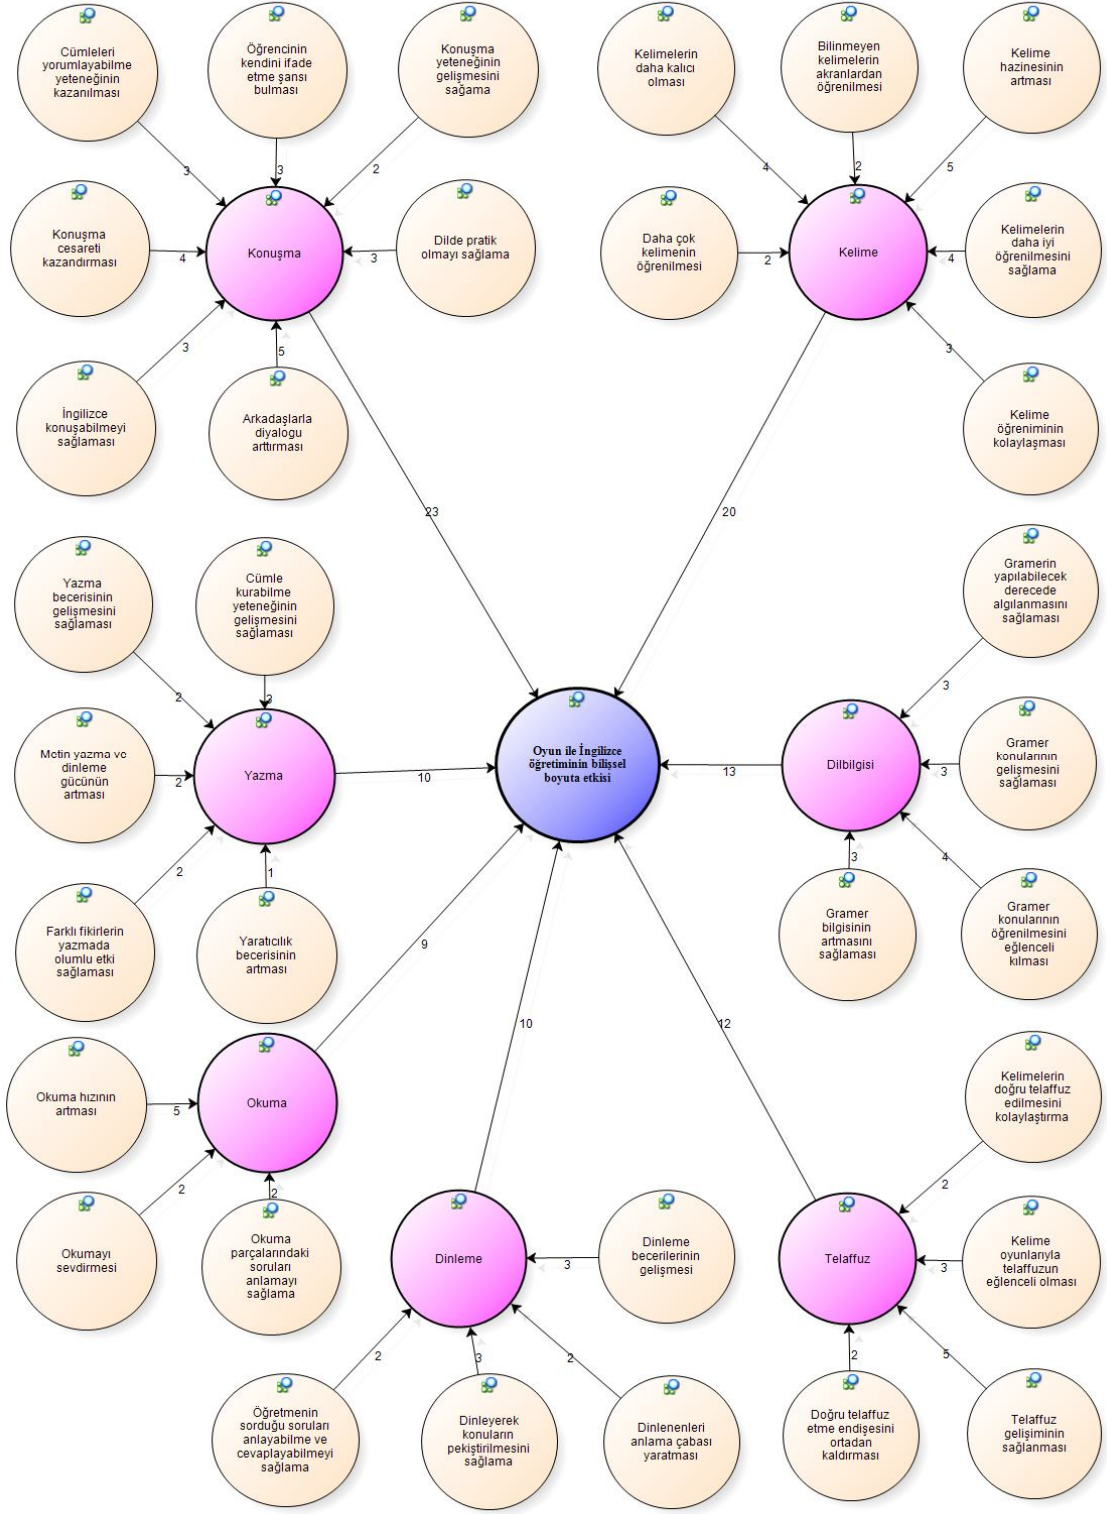 Cümleleri
yorumlayabilme
yeteneğinin
kazanılması
Öğrencinin
kendini ifade
etme şansı
bulması
Konuşma
yeteneğinin
gelişmesini
sağama
Kelimelerin
daha kalıcı
olması
Bilinmeyen
kelimelerin
akranlardan
öğrenilmesi
Kelime
hazinesinin
artması
3
3
2
4
2
5
Konuşma
cesareti
kazandırması
4
Konuşma
3
Dilde pratik
olmayı sağlama
Daha çok
kelimenin
öğrenilmesi
2
Kelime
4
Kelimelerin
daha iyi
öğrenilmesini
sağlama
3
5
3
İngilizce
konuşabilmeyi
sağlaması
Arkadaşlarla
diyalogu
arttırması
Kelime
öğreniminin
kolaylaşması
23
20
Yazma
becerisinin
gelişmesini
sağlaması
Cümle
kurabilme
yeteneğinin
gelişmesini
sağlaması
Gramerin
yapılabilecek
derecede
algılanmasını
sağlaması
2
3
3
Metin yazma ve
dinleme
gücünün
artması
2
Yazma
10
Oyun ile İngilizce
öğretiminin bilişsel
boyuta etkisi
13
Dilbilgisi
3
Gramer
konularının
gelişmesini
sağlaması
2
1
3
4
Farklı fikirlerin
yazmada
olumlu etki
sağlaması
Yaratıcılık
becerisinin
artması
Gramer
bilgisinin
artmasını
sağlaması
Gramer
konularının
öğrenilmesini
eğlenceli
kılması
9
10
12
Okuma hızının
artması
5
Okuma
Kelimelerin
doğru telaffuz
edilmesini
kolaylaştırma
2
2
2
Okumayı
sevdirmesi
Okuma
parçalarındaki
soruları
anlamayı
sağlama
Dinleme
3
Dinleme
becerilerinin
gelişmesi
Telaffuz
3
Kelime
oyunlarıyla
telaffuzun
eğlenceli olması
2
3
2
2
5
Öğretmenin
sorduğu soruları
anlayabilme ve
cevaplayabilmeyi
sağlama
Dinleyerek
konuların
pekiştirilmesini
sağlama
Dinlenenleri
anlama çabası
yaratması
Doğru telaffuz
etme endişesini
ortadan
kaldırması
Telaffuz
gelişiminin
sağlanması